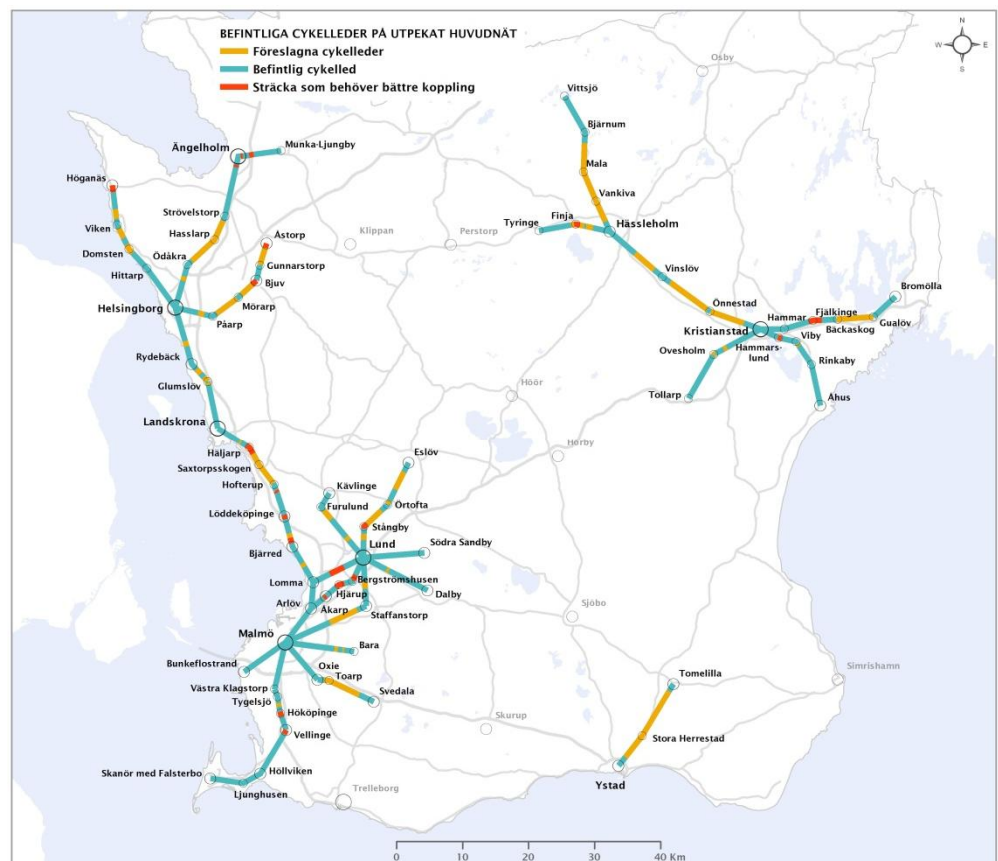 BEFINTLIGA CYKELLEDER PÅ UTPEKAT HUVUDNÄT
Föreslagna cykelleder
Befintlig cykelled
Sträcka som behöver bättre koppling
N
W
E
S
Osby
Vittsjö
Bjärnum
Ängelholm
Munka-Ljungby
Mala
Höganäs
Vankiva
Strövelstorp
Finja
Tyringe
Hässleholm
Viken
Hasslarp
Åstorp
Klippan
Perstorp
Domsten
Ödåkra
Gunnarstorp
Hittarp
Bjuv
Vinslöv
Bromölla
Mörarp
Önnestad
Helsingborg
Hammar
Fjälkinge
Påarp
Kristianstad
Bäckaskog
Gualöv
Viby
Ovesholm
Hammars-
lund
Rydebäck
Rinkaby
Glumslöv
Tollarp
Åhus
Höör
Landskrona
Häljarp
Hörby
Eslöv
Saxtorpsskogen
Hofterup
Kävlinge
Furulund
Örtofta
Löddeköpinge
Stångby
Lund
Södra Sandby
Bjärred
Lomma
Bergströmshusen
Hjärup
Dalby
Arlöv
Åkarp
Staffanstorp
Sjöbo
Malmö
Bara
Bunkeflostrand
Oxie
Toarp
Tomelilla
Simrishamn
Västra Klagstorp
Svedala
Tygelsjö
Hököpinge
Skurup
Vellinge
Stora Herrestad
Skanör med Falsterbo
Höllviken
Ystad
Ljunghusen
Trelleborg
0 10 20 30 40 Km